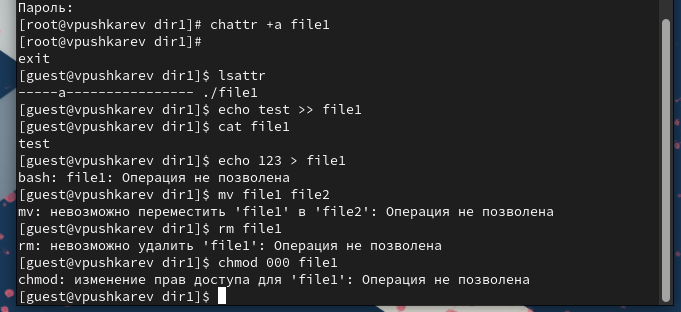 Пароль:
[root@vpushkarev dir1]# chattr +a file1
[root@vpushkarev dir1]#
exit
[guest@vpushkarev dir1]$ lsattr
-----a---------------- ./file1
[guest@vpushkarev dir1]$ echo test >> file1
[guest@vpushkarev dir1]$ cat file1
test
[guest@vpushkarev dir1]$ echo 123 > file1
bash: file1: Операция не позволена
[guest@vpushkarev dir1]$ mv file1 file2
mv: невозможно переместить 'file1' в 'file2': Операция не позволена
[guest@vpushkarev dir1]$ rm file1
rm: невозможно удалить 'file1': Операция не позволена
[guest@vpushkarev dir1]$ chmod 000 file1
chmod: изменение прав доступа для 'file1': Операция не позволена
[guest@vpushkarev dir1]$